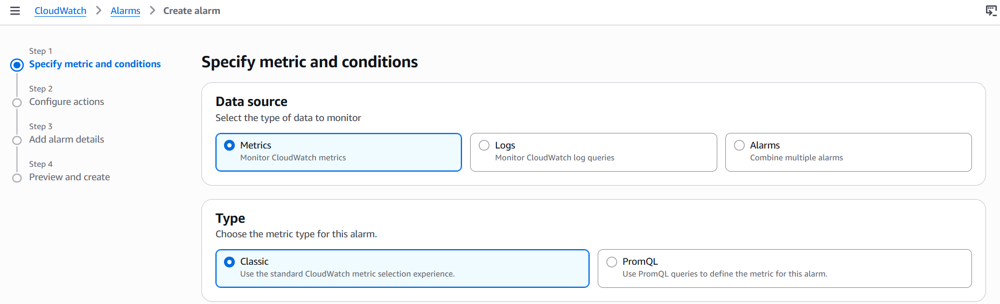 CloudWatch > Alarms > Create alarm
Step 1
Specify metric and conditions
Step 2
Configure actions
Step 3
Add alarm details
Step 4
Preview and create
Specify metric and conditions
Data source
Select the type of data to monitor
Metrics
Monitor CloudWatch metrics
Logs
Monitor CloudWatch log queries
Alarms
Combine multiple alarms
Type
Choose the metric type for this alarm.
Classic
Use the standard CloudWatch metric selection experience.
PromQL
Use PromQL queries to define the metric for this alarm.